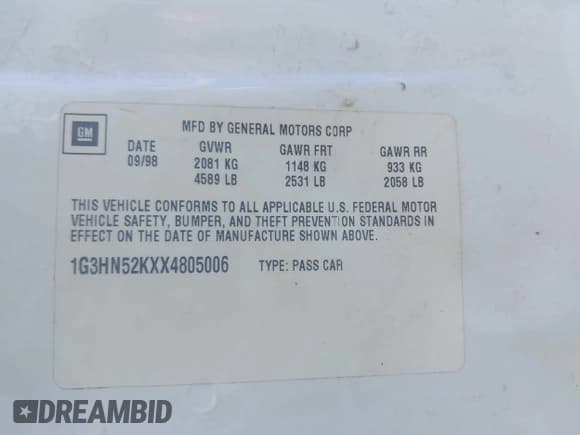 GM
MFD BY GENERAL MOTORS CORP
DATE GVWR GAWR FRT GAWR RR
09/98 2081 KG 1148 KG 933 KG
4589 LB 2531 LB 2058 LB
THIS VEHICLE CONFORMS TO ALL APPLICABLE U.S. FEDERAL MOTOR
VEHICLE SAFETY, BUMPER, AND THEFT PREVENTION STANDARDS IN
EFFECT ON THE DATE OF MANUFACTURE SHOWN ABOVE.
1G3HN52KXX4805006 TYPE: PASS CAR
DREAMBID